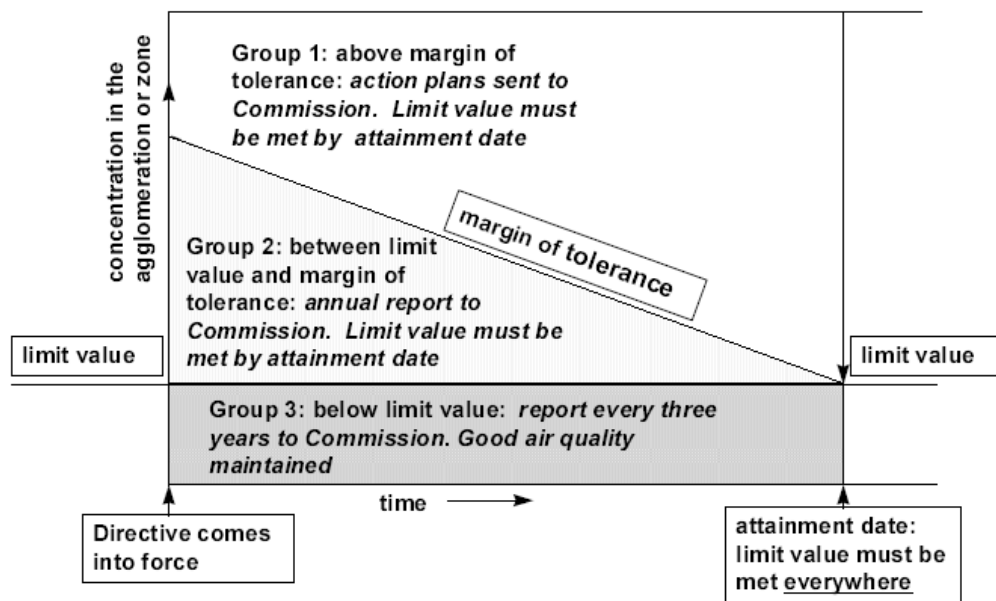 concentration in the
agglomeration or zone
Group 1: above margin of
tolerance: action plans sent to
Commission. Limit value must
be met by attainment date
margin of tolerance
Group 2: between limit
value and margin of
tolerance: annual report to
Commission. Limit value must be
met by attainment date
limit value
limit value
Group 3: below limit value: report every three
years to Commission. Good air quality
maintained
time
Directive comes
into force
attainment date:
limit value must be
met everywhere